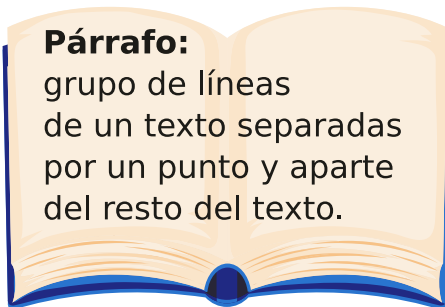 Párrafo:
grupo de líneas
de un texto separadas
por un punto y aparte
del resto del texto.